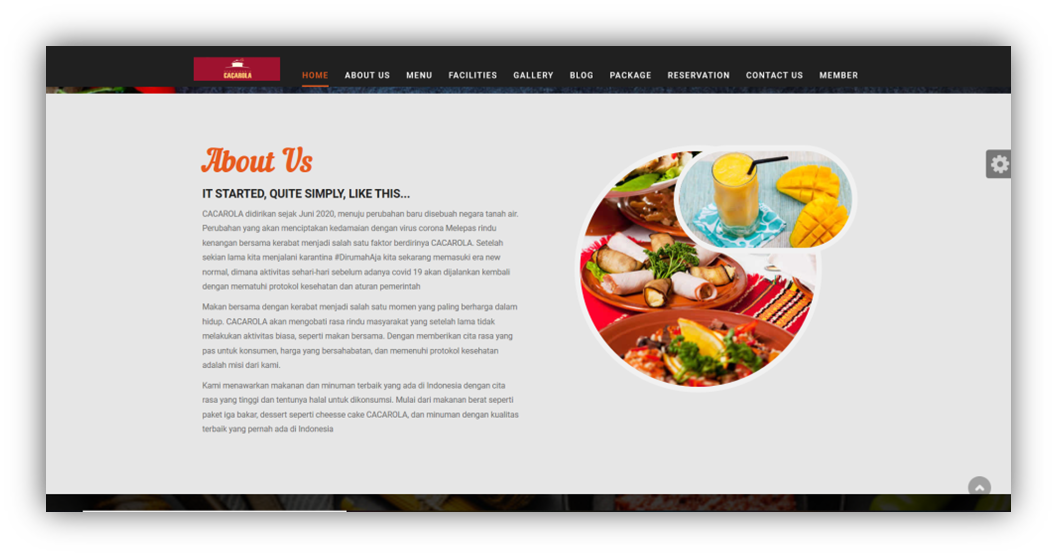 CACAROLA
HOME ABOUT US MENU FACILITIES GALLERY BLOG PACKAGE RESERVATION CONTACT US MEMBER
About Us
IT STARTED, QUITE SIMPLY, LIKE THIS...
CACAROLA didirikan sejak Juni 2020, menuju perubahan baru disebuah negara tanah air.
Perubahan yang akan menciptakan kedamaian dengan virus corona Melepas rindu
kenangan bersama kerabat menjadi salah satu faktor berdirinya CACAROLA. Setelah
sekian lama kita menjalani karantina #DirumahAja kita sekarang memasuki era new
normal, dimana aktivitas sehari-hari sebelum adanya covid 19 akan dijalankan kembali
dengan mematuhi protokol kesehatan dan aturan pemerintah
Makan bersama dengan kerabat menjadi salah satu momen yang paling berharga dalam
hidup. CACAROLA akan mengobati rasa rindu masyarakat yang setelah lama tidak
melakukan aktivitas biasa, seperti makan bersama. Dengan memberikan cita rasa yang
pas untuk konsumen, harga yang bersahabatan, dan memenuhi protokol kesehatan
adalah misi dari kami.
Kami menawarkan makanan dan minuman terbaik yang ada di Indonesia dengan cita
rasa yang tinggi dan tentunya halal untuk dikonsumsi. Mulai dari makanan berat seperti
paket iga bakar, dessert seperti cheesse cake CACAROLA, dan minuman dengan kualitas
terbaik yang pernah ada di Indonesia